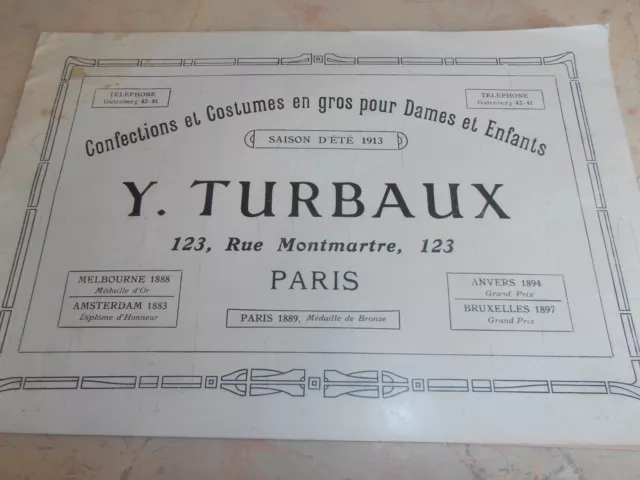 TÉLÉPHONE
Gutenberg 42-41
TÉLÉPHONE
Gutenberg 42-41
Confections et Costumes en gros pour Dames et Enfants
SAISON D'ÉTÉ 1913
Y. TURBAUX
123, Rue Montmartre, 123
PARIS
MELBOURNE 1888
Médaille d'Or
AMSTERDAM 1883
Diplôme d'Honneur
PARIS 1889, Médaille de Bronze
ANVERS 1894
Grand Prix
BRUXELLES 1897
Grand Prix